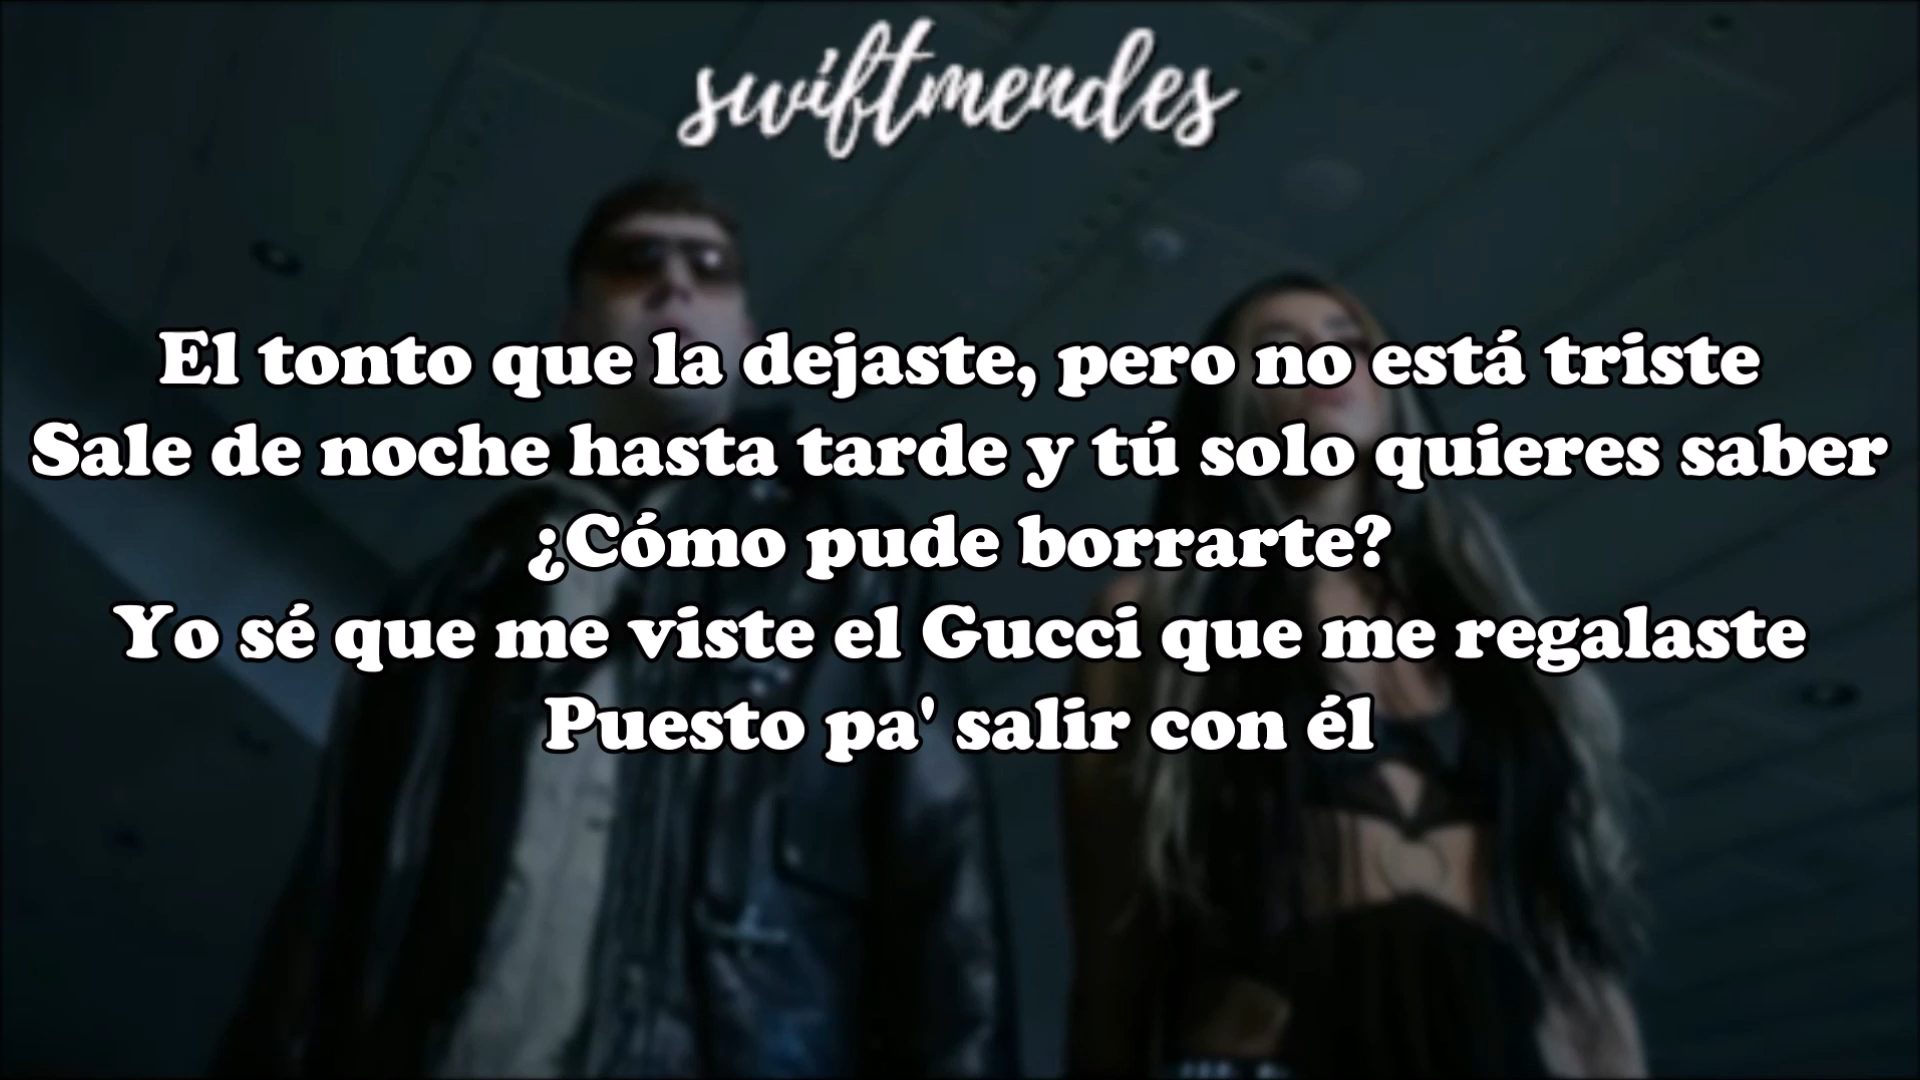 swiftmendes
El tonto que la dejaste, pero no está triste
Sale de noche hasta tarde y tú solo quieres saber
¿Cómo pude borrarte?
Yo sé que me viste el Gucci que me regalaste
Puesto pa' salir con él